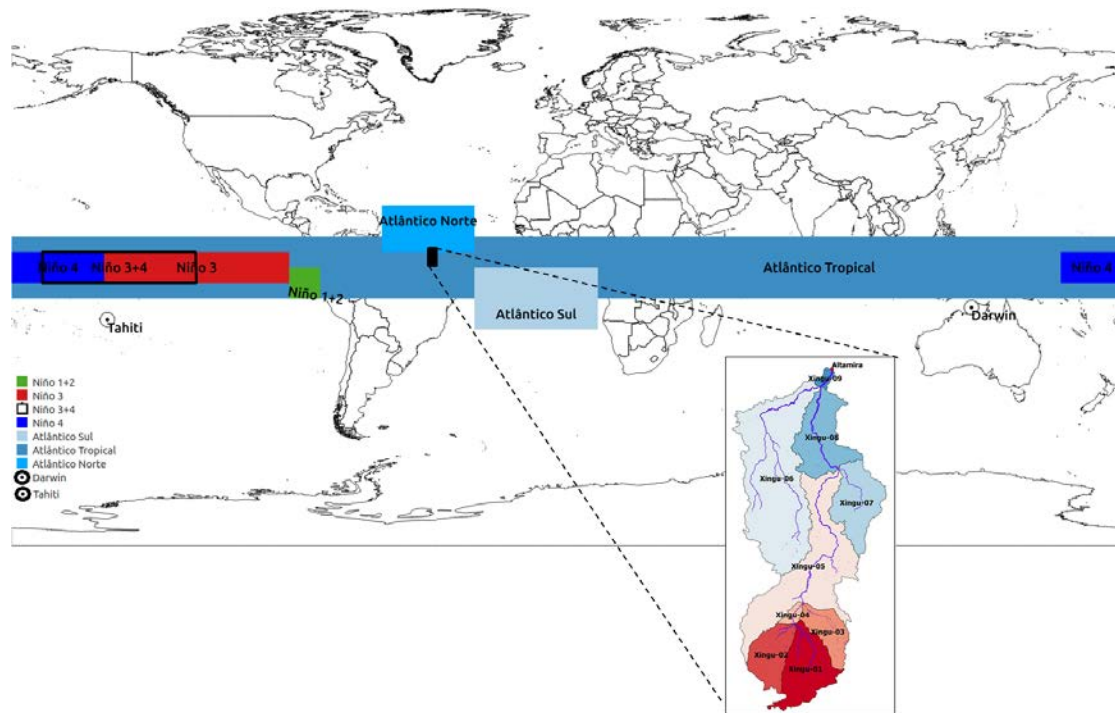 Atlântico Norte
Niño 4
Niño 3+4
Niño 3
Atlântico Tropical
Niño 4
Niño 1+2
Atlântico Sul
Tahiti
Darwin
Niño 1+2
Niño 3
Niño 3+4
Niño 4
Atlântico Sul
Atlântico Tropical
Atlântico Norte
Darwin
Tahiti
Altamira
Xingu-09
Xingu-08
Xingu-06
Xingu-07
Xingu-05
Xingu-04
Xingu-03
Xingu-02
Xingu-01